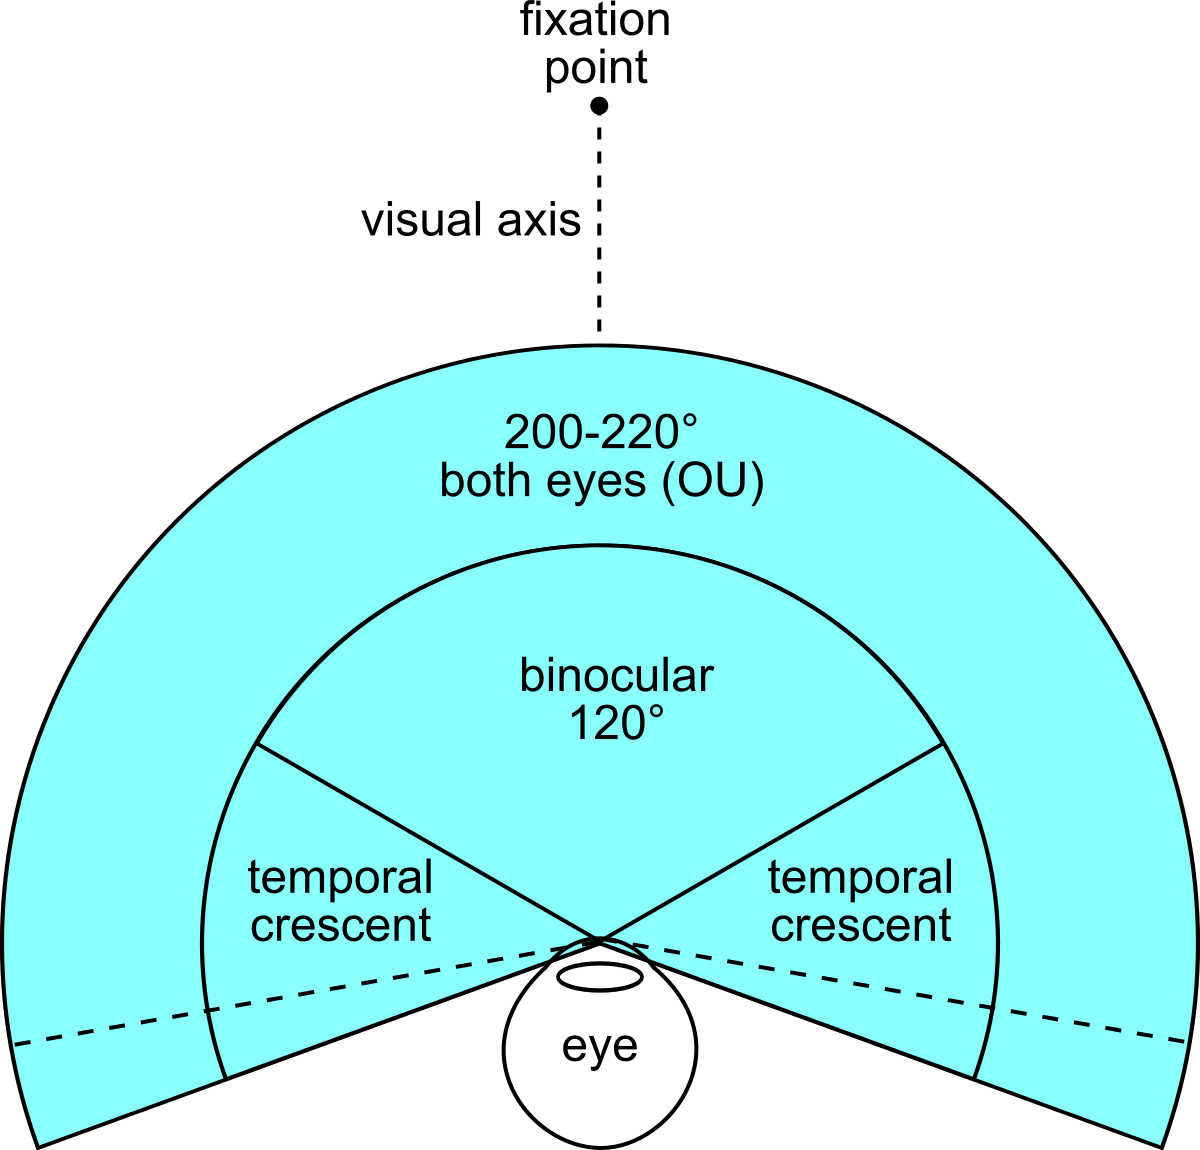 fixation
point
visual axis
200-220°
both eyes (OU)
binocular
120°
temporal
crescent
temporal
crescent
eye